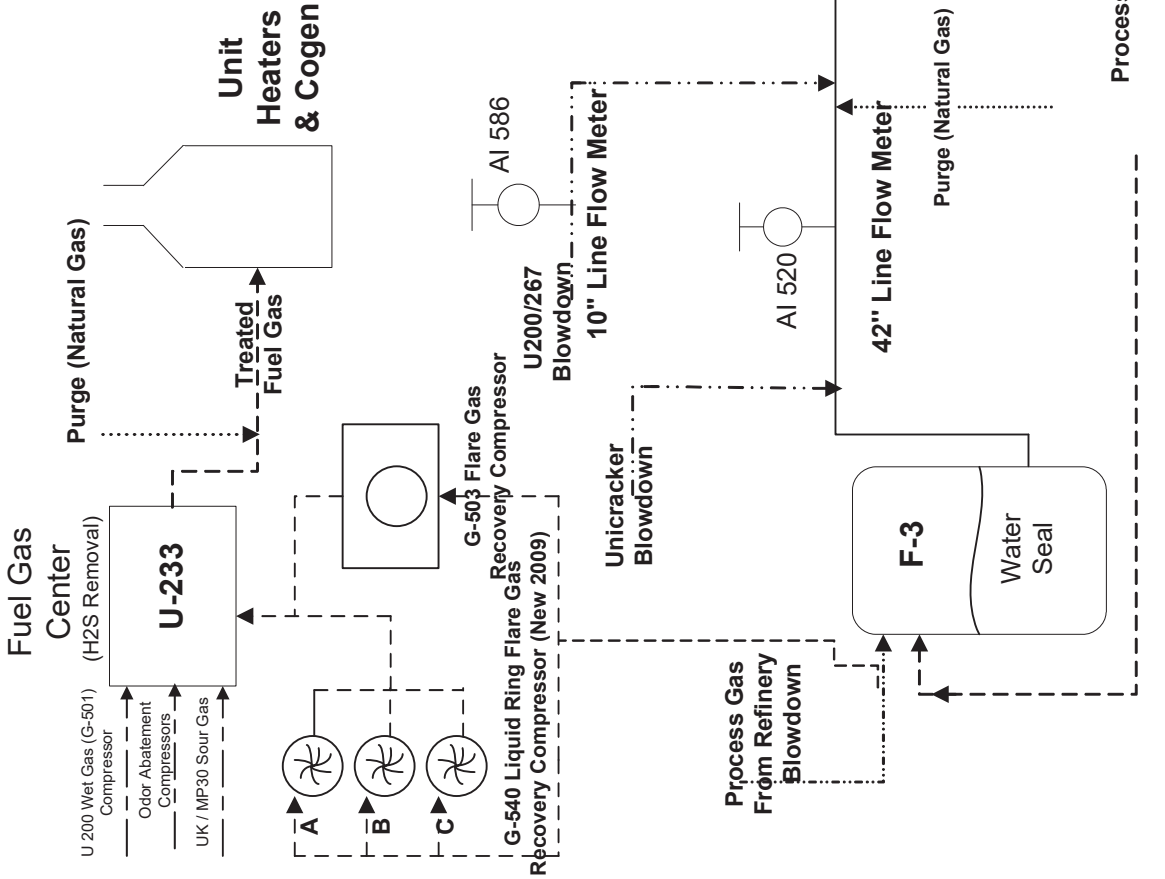 Fuel Gas
Center
(H2S Removal)
U-233
U 200 Wet Gas (G-501)
Compressor
Odor Abatement
Compressors
UK / MP30 Sour Gas
Purge (Natural Gas)
Treated
Fuel Gas
Unit
Heaters
& Cogen
A
B
C
G-540 Liquid Ring Flare Gas
Recovery Compressor (New 2009)
G-503 Flare Gas
Recovery Compressor
U200/267
Blowdown
10" Line Flow Meter
AI 586
Unicracker
Blowdown
AI 520
42" Line Flow Meter
Purge (Natural Gas)
Process Gas
From Refinery
Blowdown
F-3
Water
Seal
Process